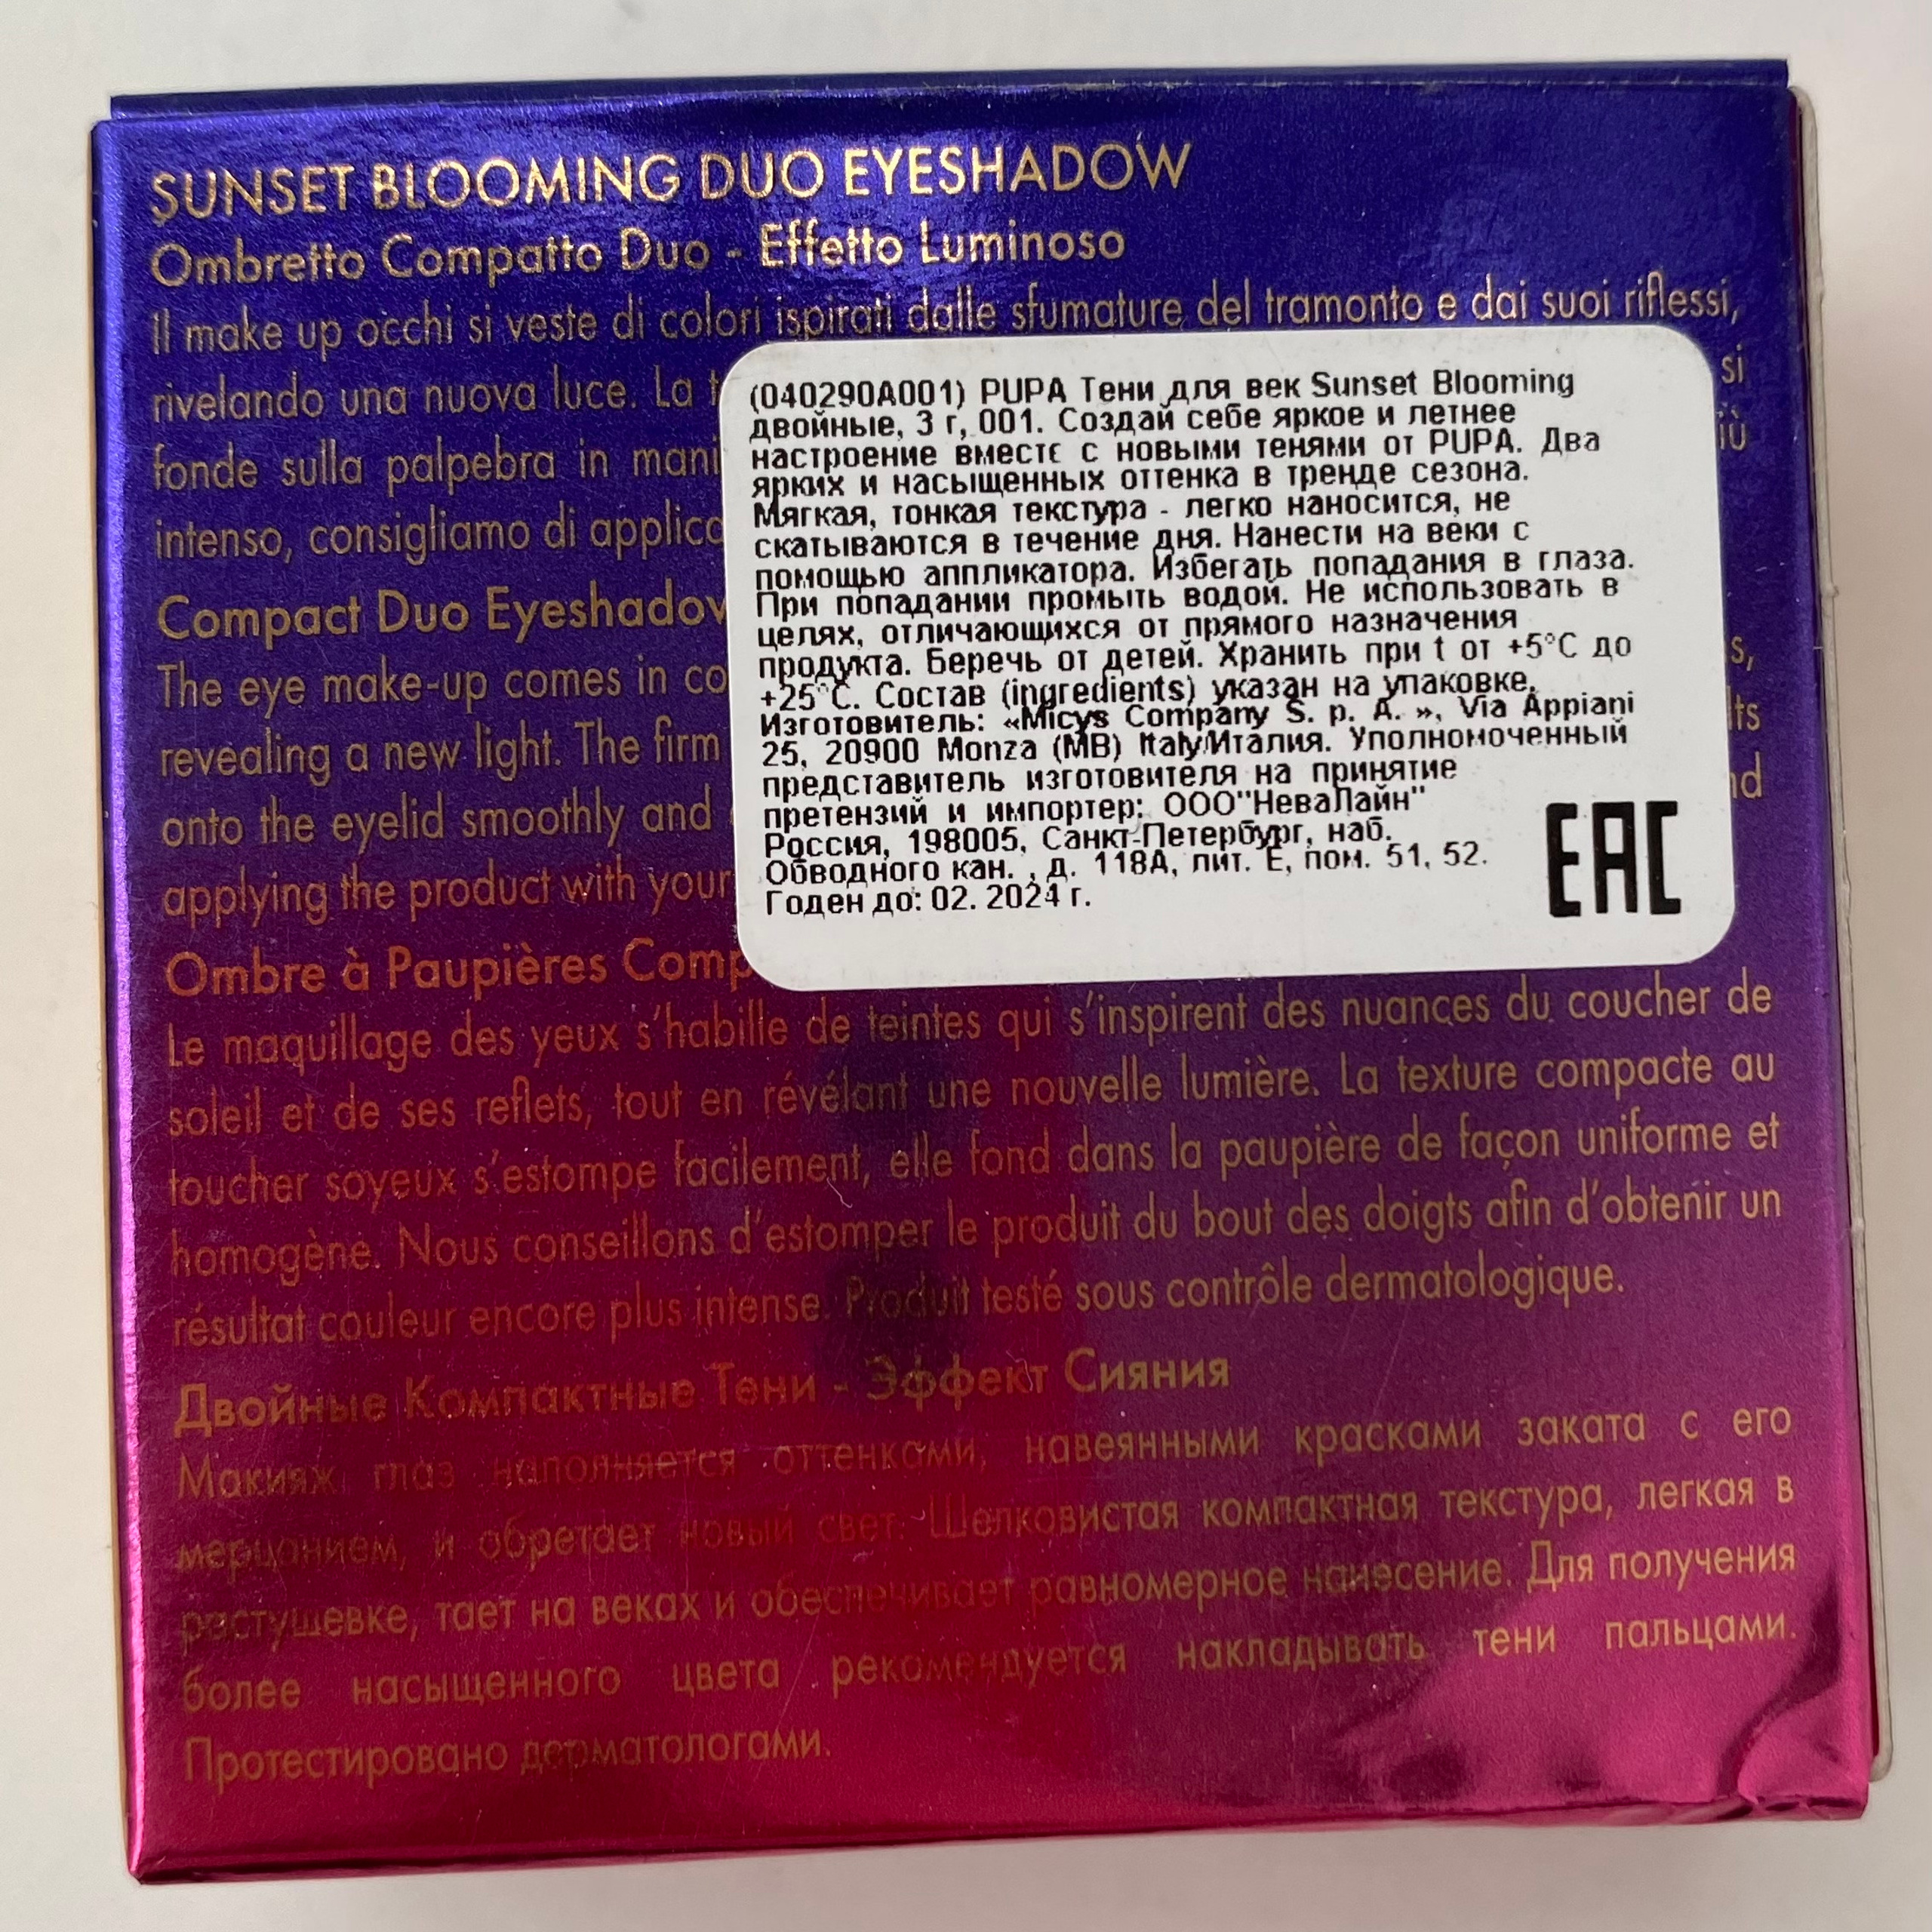 SUNSET BLOOMING DUO EYESHADOW
Ombretto Compatto Duo - Effetto Luminoso
Il make up occhi si veste di colori ispirati dalle sfumature del tramonto e dai suoi riflessi,
rivelando una nuova luce. La
si
fonde sulla palpebra in
intenso, consigliamo di
Compact Duo
The eye make-up comes in
revealing a new light. The firm
onto the eyelid smoothly and
applying the product with your
(040290A001) PUPA Тени для век Sunset Blooming
двойные, 3 г, 001. Создай себе яркое и летнее
настроение вместе с новыми тенями от PUPA. Два
ярких и насыщенных оттенка в тренде сезона.
Мягкая, тонкая текстура - легко наносится, не
скатываются в течение дня. Нанести на веки с
помощью аппликатора. Избегать попадания в глаза.
При попадании промыть водой. Не использовать в
целях, отличающихся от прямого назначения
продукта. Беречь от детей. Хранить при t от +5°C до
+25°C. Состав (ingredients) указан на упаковке.
Изготовитель: «Micys Company S. p. A. », Via Appiani
25, 20900 Monza (MB) Italy/Италия. Уполномоченный
представитель изготовителя на принятие
претензий и импортер: ООО"НеваЛайн"
Россия, 198005, Санкт-Петербург, наб.
Обводного кан. , д. 118А, лит. Е, пом. 51, 52.
Годен до: 02. 2024 г.
EAC
Ombre à Paupières
Le maquillage des yeux s'habille de teintes qui s'inspirent des nuances du coucher de
soleil et de ses reflets, tout en révélant une nouvelle lumière. La texture compacte au
toucher soyeux s'estompe facilement, elle fond dans la paupière de façon uniforme et
homogène. Nous conseillons d'estomper le produit du bout des doigts afin d'obtenir un
résultat couleur encore plus intense. Produit testé sous contrôle dermatologique.
Двойные Компактные Тени - Эффект Сияния
Макияж глаз наполняется оттенками, навеянными красками заката с его
мерцанием, и обретает новый свет. Шелковистая компактная текстура, легкая в
растушевке, тает на веках и обеспечивает равномерное нанесение. Для получения
более насыщенного цвета рекомендуется накладывать тени пальцами.
Протестировано дерматологами.